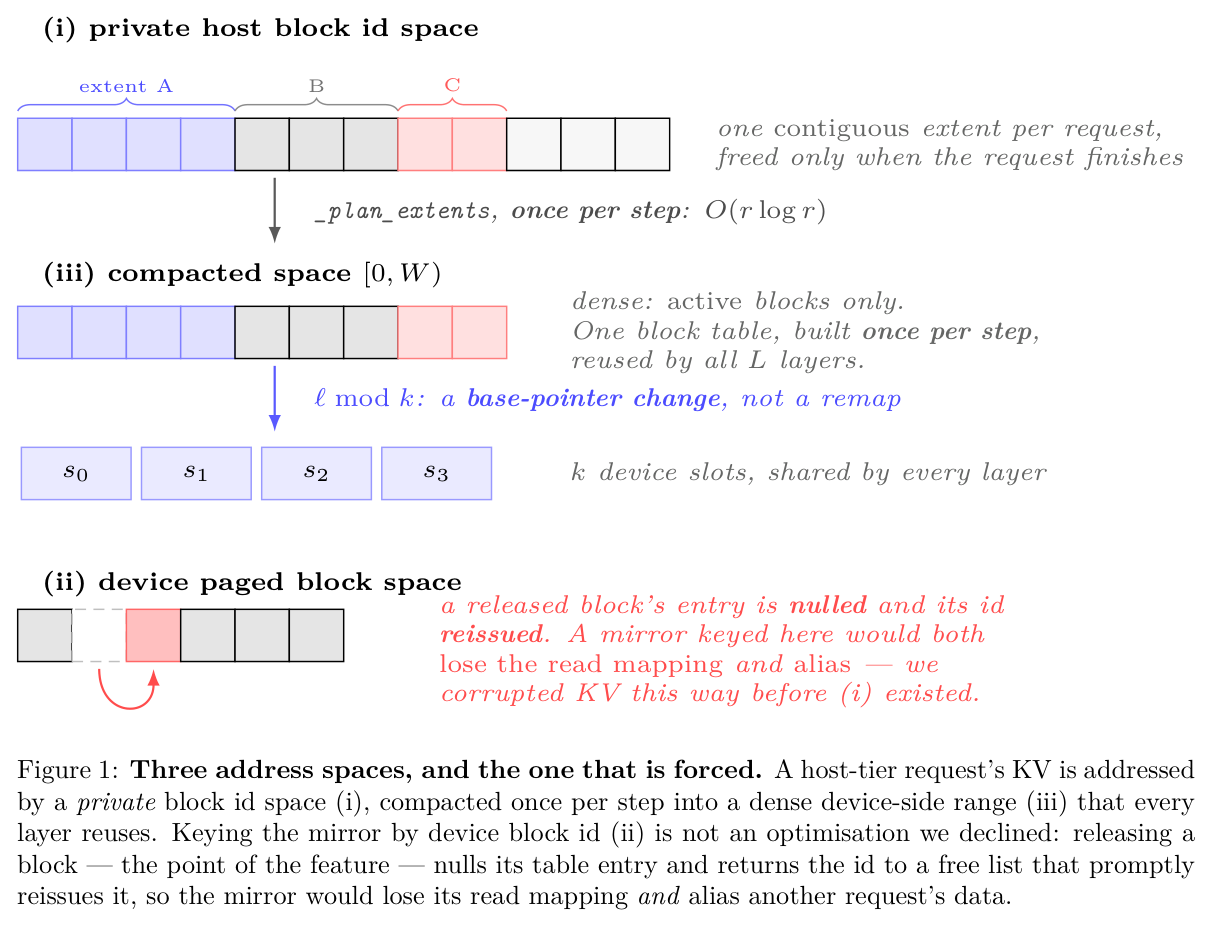 (i) private host block id space
extent A
B
C
one contiguous extent per request,
freed only when the request finishes
_plan_extents, once per step: O(r log r)
(iii) compacted space [0, W)
dense: active blocks only.
One block table, built once per step,
reused by all L layers.
ℓ mod k: a base-pointer change, not a remap
s₀ s₁ s₂ s₃
k device slots, shared by every layer
(ii) device paged block space
a released block's entry is nulled and its id
reissued. A mirror keyed here would both
lose the read mapping and alias — we
corrupted KV this way before (i) existed.
Figure 1: Three address spaces, and the one that is forced. A host-tier request's KV is addressed
by a private block id space (i), compacted once per step into a dense device-side range (iii) that every
layer reuses. Keying the mirror by device block id (ii) is not an optimisation we declined: releasing a
block — the point of the feature — nulls its table entry and returns the id to a free list that promptly
reissues it, so the mirror would lose its read mapping and alias another request's data.